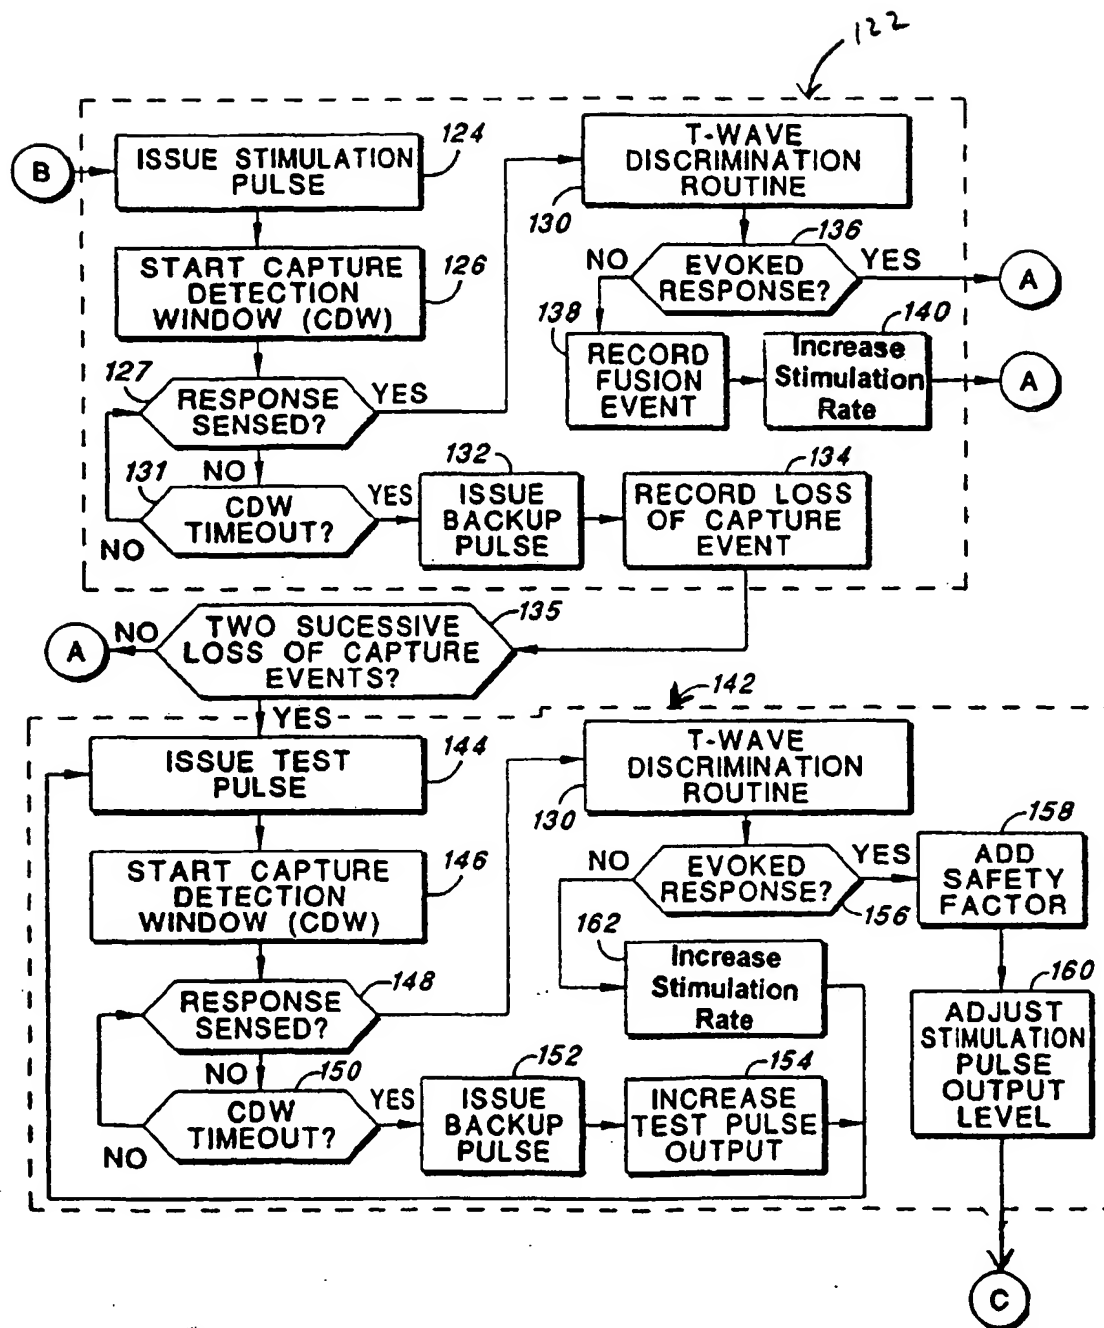 122
B
ISSUE STIMULATION
PULSE
124
START CAPTURE
DETECTION
WINDOW (CDW)
126
127
RESPONSE
SENSED?
YES
NO
131
CDW
TIMEOUT?
YES
NO
132
ISSUE
BACKUP
PULSE
134
RECORD LOSS
OF CAPTURE
EVENT
T-WAVE
DISCRIMINATION
ROUTINE
130
136
NO
EVOKED
RESPONSE?
YES
A
138
RECORD
FUSION
EVENT
140
Increase
Stimulation
Rate
A
135
TWO SUCESSIVE
LOSS OF CAPTURE
EVENTS?
NO
A
YES
142
ISSUE TEST
PULSE
144
START CAPTURE
DETECTION
WINDOW (CDW)
146
RESPONSE
SENSED?
148
NO
150
CDW
TIMEOUT?
YES
NO
152
ISSUE
BACKUP
PULSE
154
INCREASE
TEST PULSE
OUTPUT
T-WAVE
DISCRIMINATION
ROUTINE
130
NO
EVOKED
RESPONSE?
YES
156
158
ADD
SAFETY
FACTOR
162
Increase
Stimulation
Rate
160
ADJUST
STIMULATION
PULSE
OUTPUT
LEVEL
C